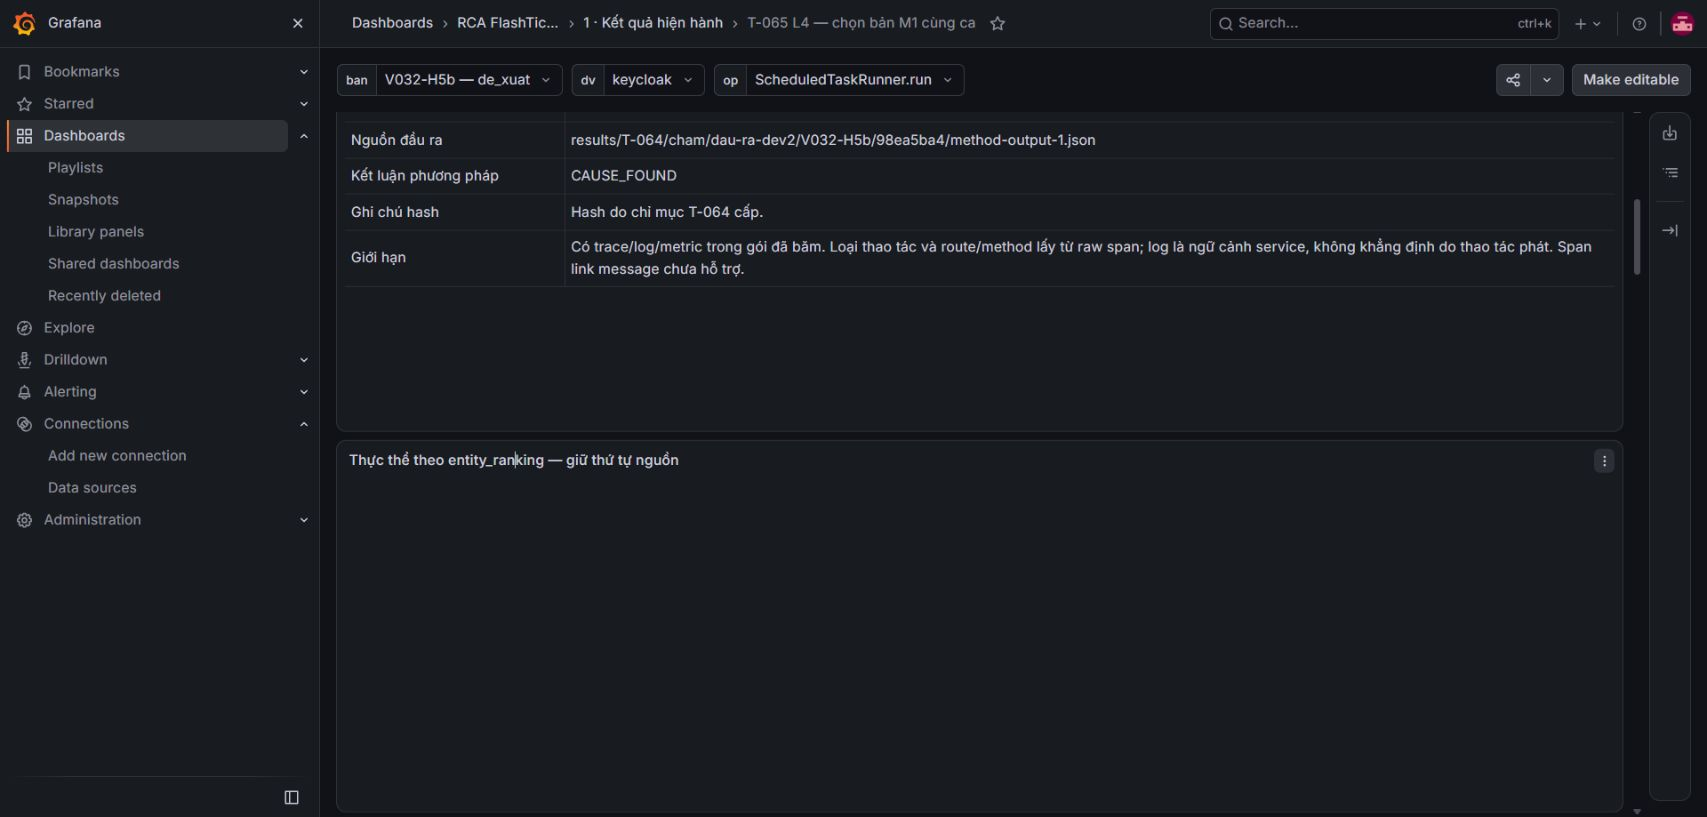 Grafana
Dashboards › RCA FlashTic... › 1 · Kết quả hiện hành › T-065 L4 — chọn bản M1 cùng ca
Search... ctrl+k
Bookmarks
Starred
Dashboards
Playlists
Snapshots
Library panels
Shared dashboards
Recently deleted
Explore
Drilldown
Alerting
Connections
Add new connection
Data sources
Administration
ban V032-H5b — de_xuat dv keycloak op ScheduledTaskRunner.run
Make editable
Nguồn đầu ra results/T-064/cham/dau-ra-dev2/V032-H5b/98ea5ba4/method-output-1.json
Kết luận phương pháp CAUSE_FOUND
Ghi chú hash Hash do chỉ mục T-064 cấp.
Giới hạn Có trace/log/metric trong gói đã băm. Loại thao tác và route/method lấy từ raw span; log là ngữ cảnh service, không khẳng định do thao tác phát. Span
link message chưa hỗ trợ.
Thực thể theo entity_ranking — giữ thứ tự nguồn